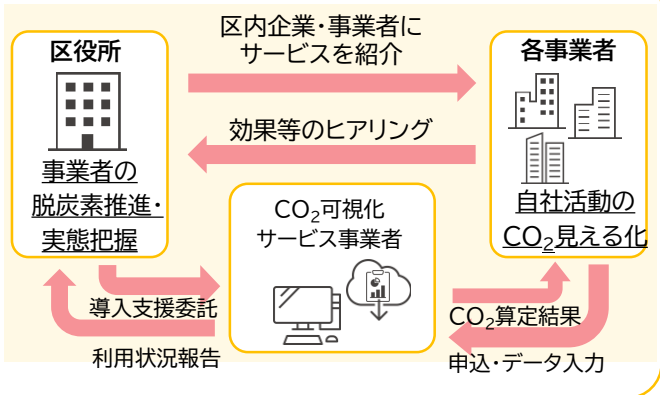 区内企業・事業者に
サービスを紹介
区役所
各事業者
効果等のヒアリング
事業者の
脱炭素推進・
実態把握
CO₂可視化
サービス事業者
自社活動の
CO₂見える化
導入支援委託
利用状況報告
CO₂算定結果
申込・データ入力